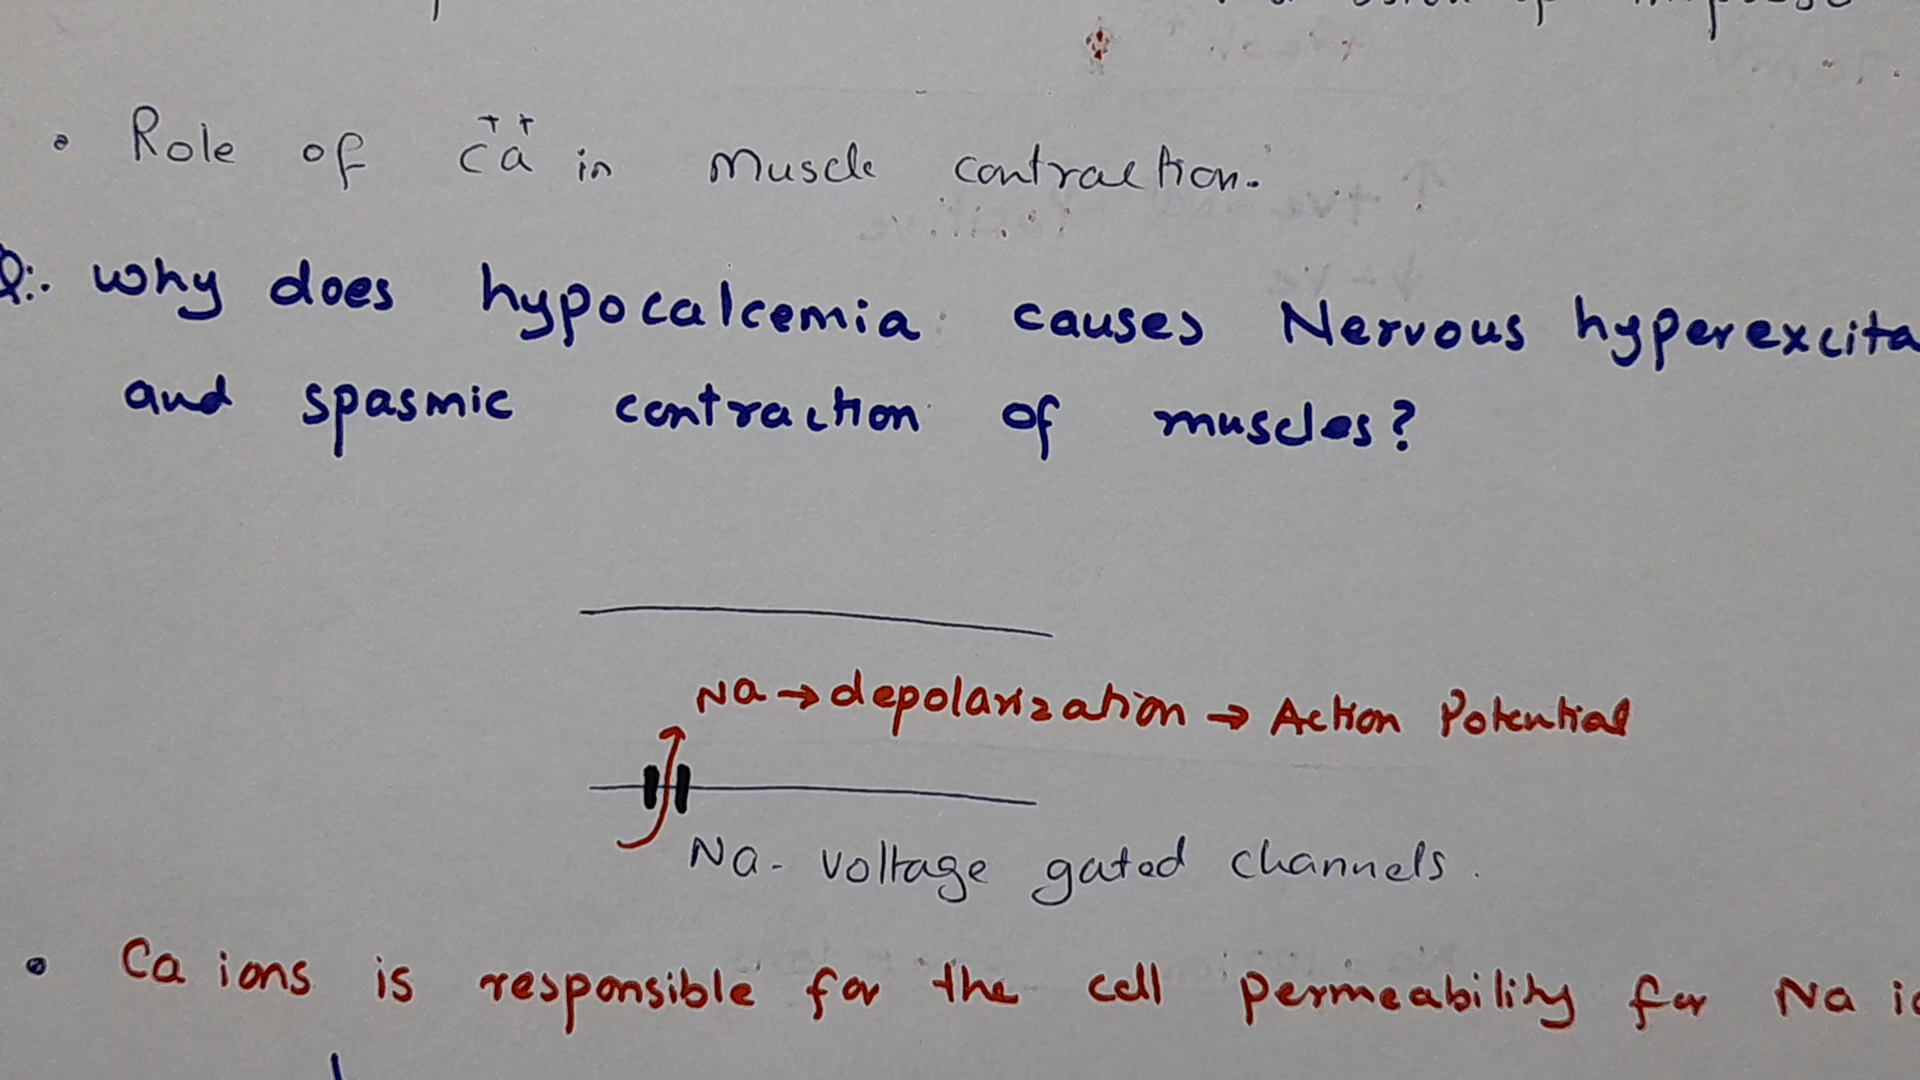 • Role of Ca++ in Muscle contraction.
Q:. why does hypocalcemia causes Nervous hyperexcita
and spasmic contraction of muscles?
Na → depolarization → Action Potential
Na- voltage gated channels.
• Ca ions is responsible for the cell permeability for Na io